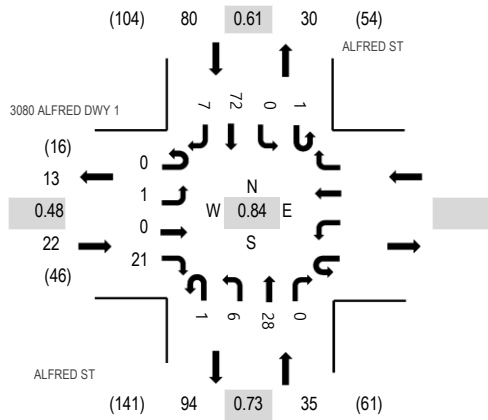 (104) 80 0.61 30 (54)
ALFRED ST
7 72 0 1
3080 ALFRED DWY 1
(16)
0
13
1
N
0.48 0 W 0.84 E
22
S
21
(46)
1 6 28 0
ALFRED ST
(141) 94 0.73 35 (61)